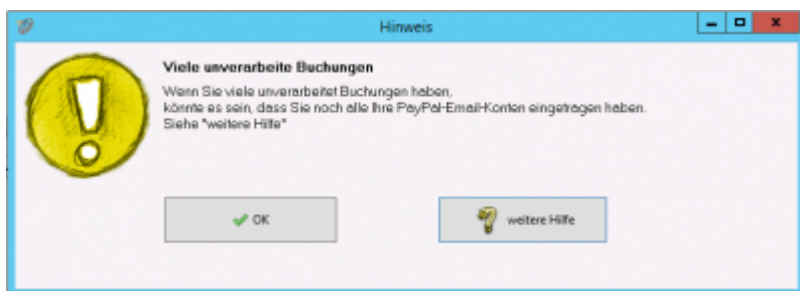 Hinweis
Viele unverarbeite Buchungen
Wenn Sie viele unverarbeitet Buchungen haben,
könnte es sein, dass Sie noch alle Ihre PayPal-Email-Konten eingetragen haben.
Siehe "weitere Hilfe"
OK
weitere Hilfe